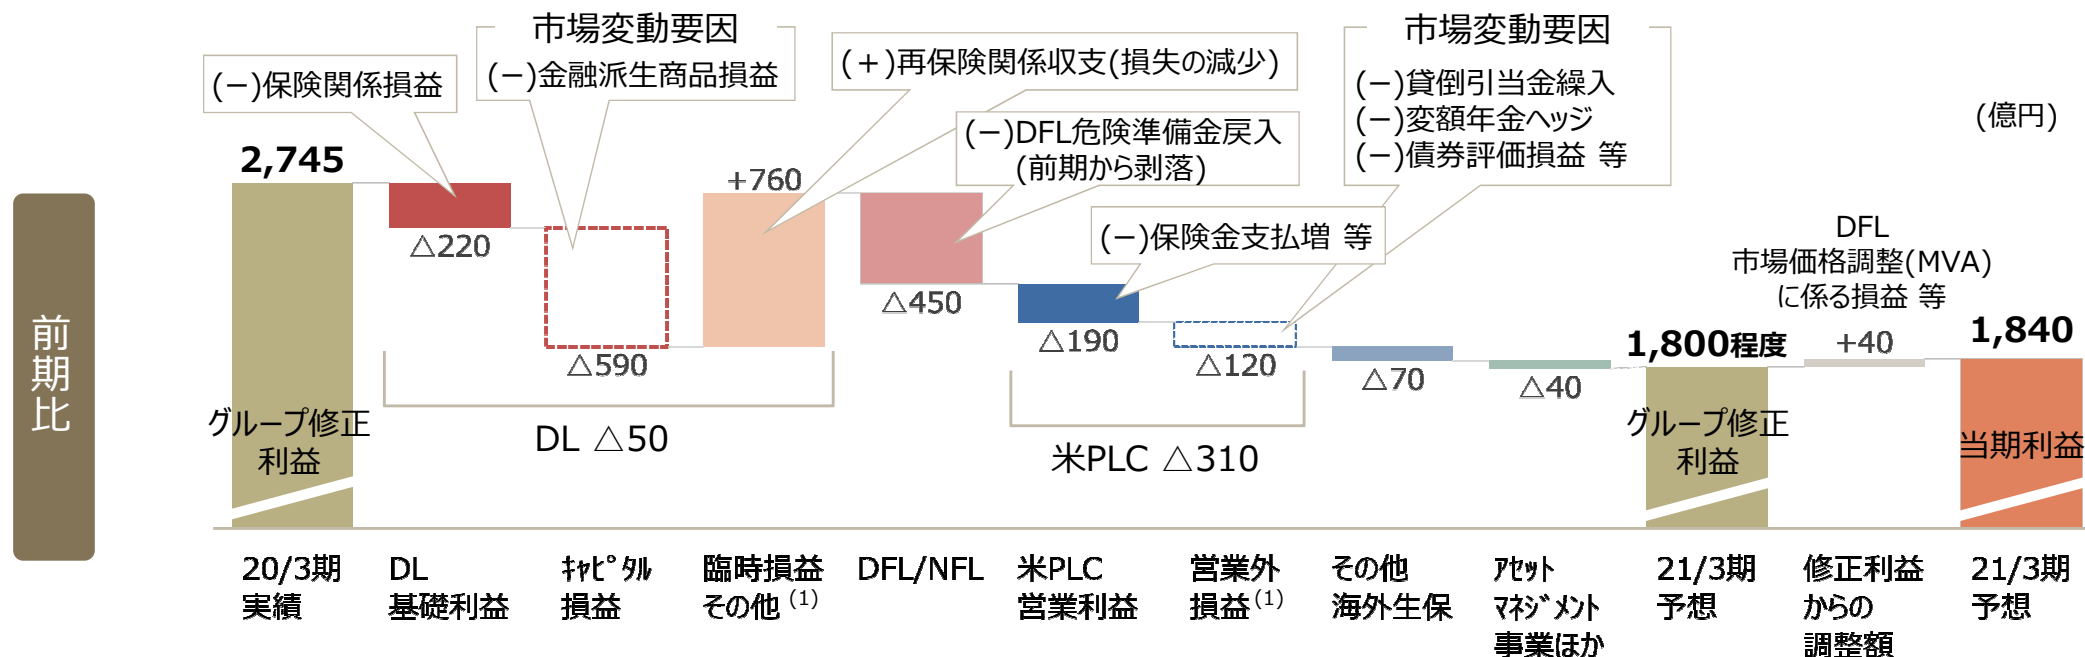 前期比
(億円)
(-)保険関係損益
市場変動要因
(-)金融派生商品損益
(+)再保険関係収支(損失の減少)
(-)DFL危険準備金戻入
(前期から剥落)
(-)保険金支払増 等
市場変動要因
(-)貸倒引当金繰入
(-)変額年金ヘッジ
(-)債券評価損益 等
2,745
△220
△590
+760
△450
△190
△120
△70
△40
1,800程度
DFL
市場価格調整(MVA)
に係る損益 等
+40
1,840
グループ修正
利益
DL △50
米PLC △310
グループ修正
利益
当期利益
20/3期
実績
DL
基礎利益
ｷｬﾋﾟﾀﾙ
損益
臨時損益
その他 (1)
DFL/NFL
米PLC
営業利益
営業外
損益 (1)
その他
海外生保
ｱｾｯﾄ
ﾏﾈｼﾞﾒﾝﾄ
事業ほか
21/3期
予想
修正利益
からの
調整額
21/3期
予想